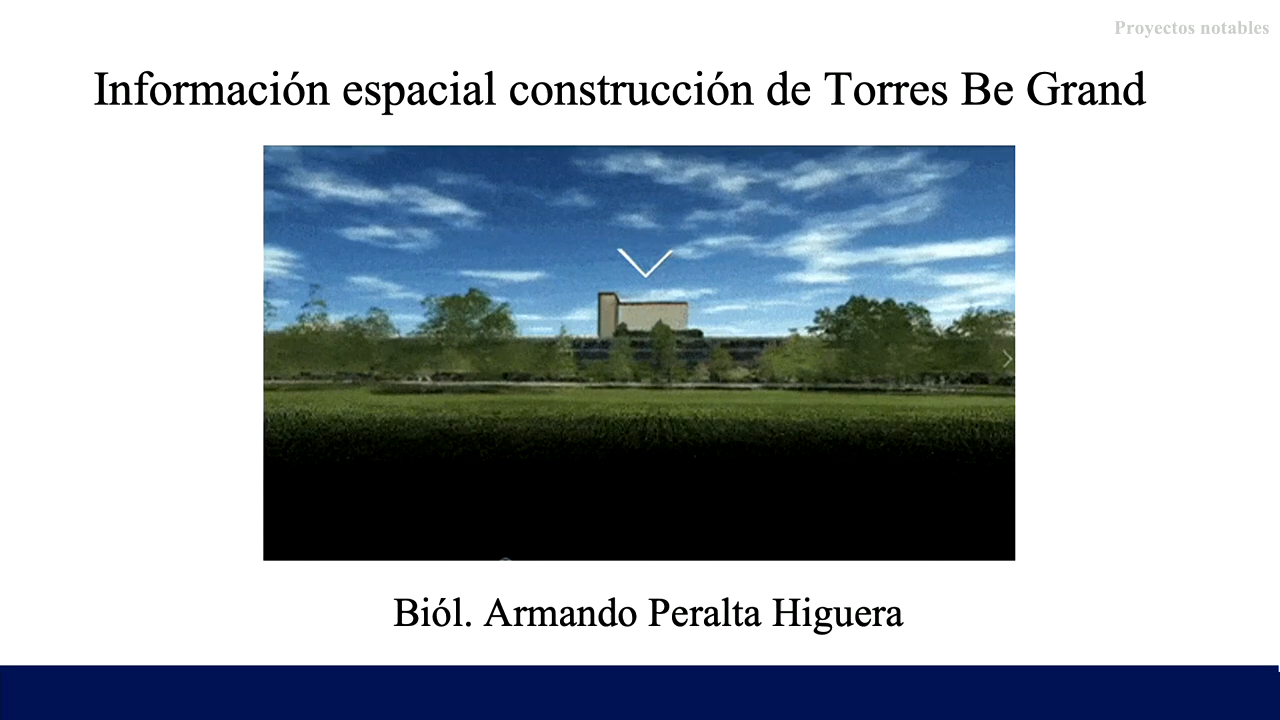 Proyectos notables
Información espacial construcción de Torres Be Grand
Biól. Armando Peralta Higuera